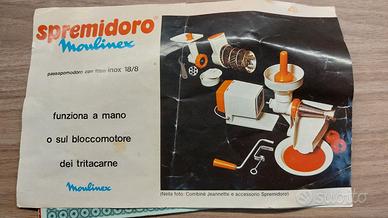 spremidoro®
Moulinex
passapomodoro con filtro inox 18/8
funziona a mano
o sul bloccomotore
dei tritacarne
Moulinex
(Nella foto: Combiné Jeannette e accessorio Spremidoro)
subito